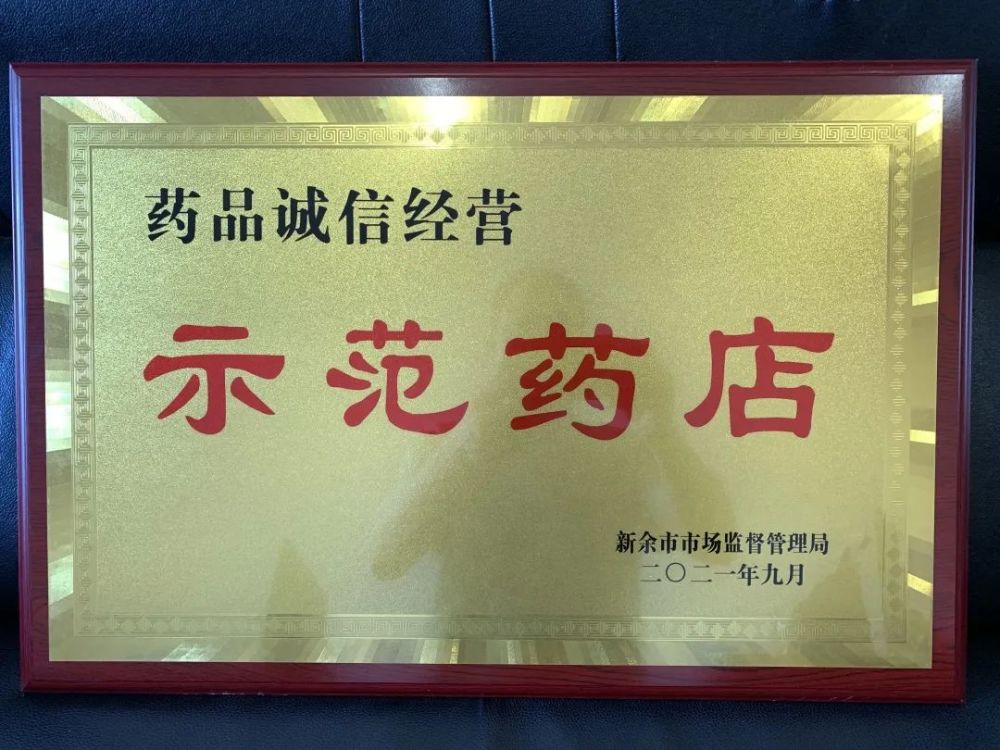 药品诚信经营
示范药店
新余市市场监督管理局
二〇二一年九月